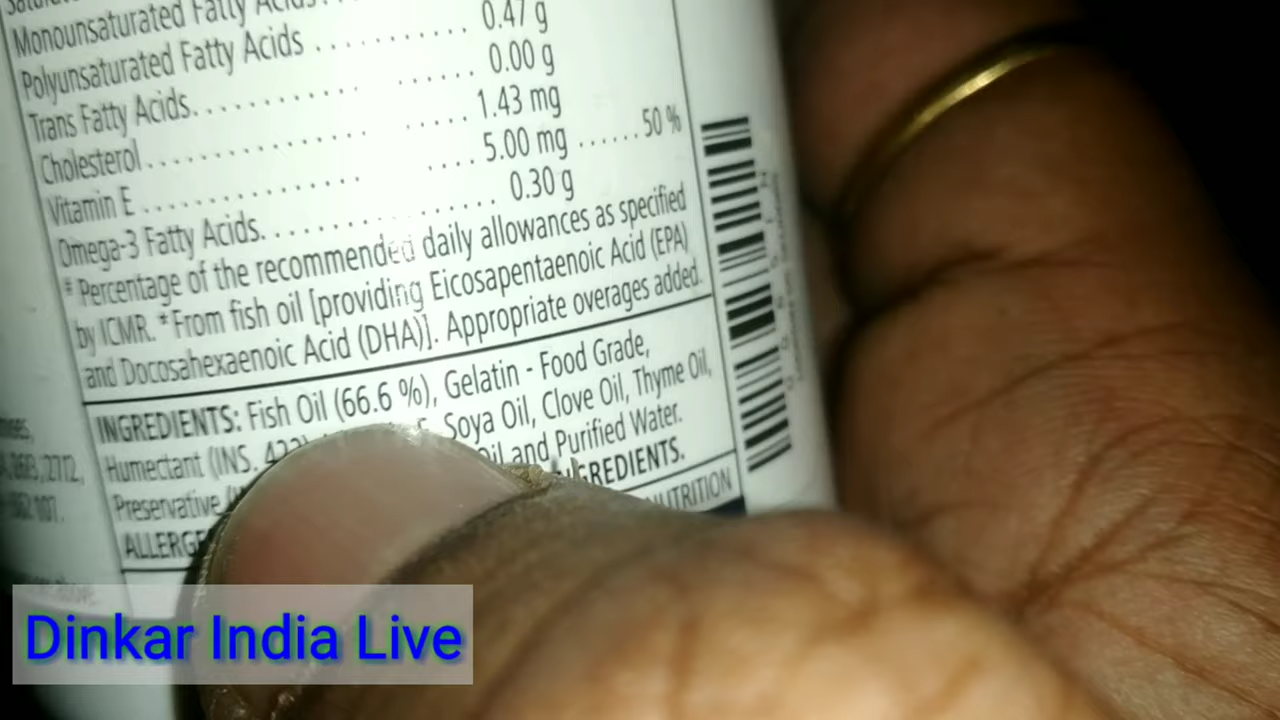 Monounsaturated Fatty Acids
Polyunsaturated Fatty Acids .......... 0.47 g
Trans Fatty Acids.......... 0.00 g
Cholesterol.......... 1.43 mg
Vitamin E.......... 5.00 mg ...... 50 %
Omega-3 Fatty Acids.......... 0.30 g
# Percentage of the recommended daily allowances as specified
by ICMR. *From fish oil [providing Eicosapentaenoic Acid (EPA)
and Docosahexaenoic Acid (DHA)]. Appropriate overages added.
INGREDIENTS: Fish Oil (66.6 %), Gelatin - Food Grade,
Humectant (INS. 422) Soya Oil, Clove Oil, Thyme Oil,
Preservative Oil and Purified Water.
NUTRITION
Dinkar India Live